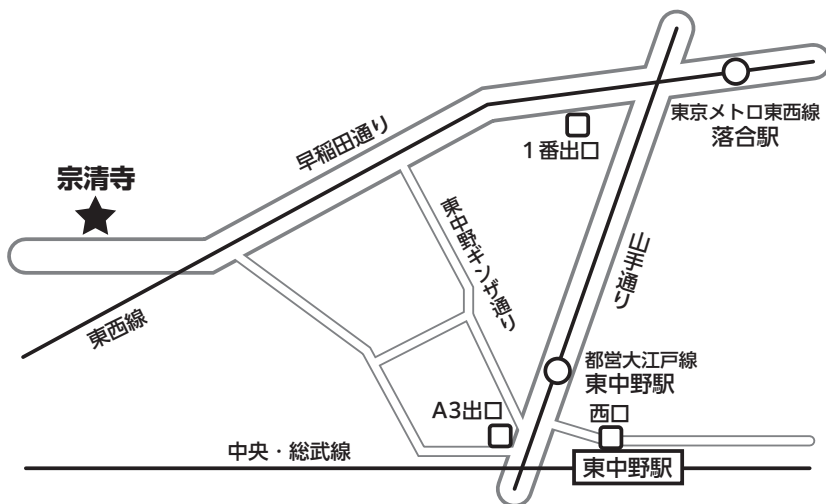 東京メトロ東西線
落合駅
早稲田通り
1番出口
宗清寺
東中野ギンザ通り
山手通り
東西線
都営大江戸線
東中野駅
A3出口
西口
中央・総武線
東中野駅